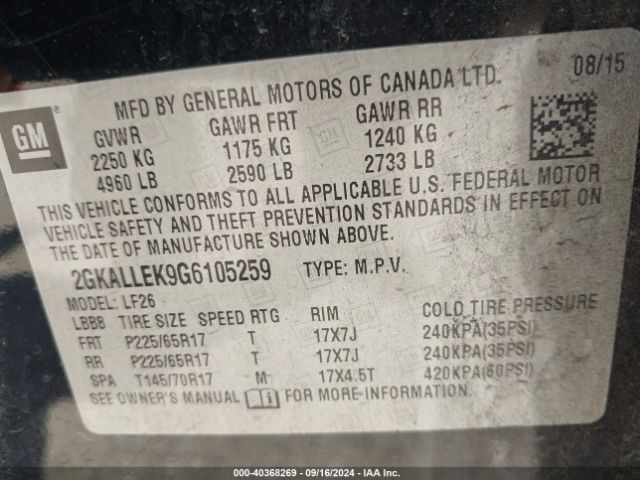 MFD BY GENERAL MOTORS OF CANADA LTD. 08/15
GM
GVWR GAWR FRT GAWR RR
2250 KG 1175 KG 1240 KG
4960 LB 2590 LB 2733 LB
THIS VEHICLE CONFORMS TO ALL APPLICABLE U.S. FEDERAL MOTOR
VEHICLE SAFETY AND THEFT PREVENTION STANDARDS IN EFFECT ON
THE DATE OF MANUFACTURE SHOWN ABOVE.
2GKALLEK9G6105259 TYPE: M.P.V.
MODEL: LF26
LBBB TIRE SIZE SPEED RTG RIM COLD TIRE PRESSURE
FRT P225/65R17 T 17X7J 240KPA(35PSI)
RR P225/65R17 T 17X7J 240KPA(35PSI)
SPA T145/70R17 M 17X4.5T 420KPA(60PSI)
SEE OWNER'S MANUAL FOR MORE INFORMATION.
000-40368269 - 09/16/2024 - IAA Inc.